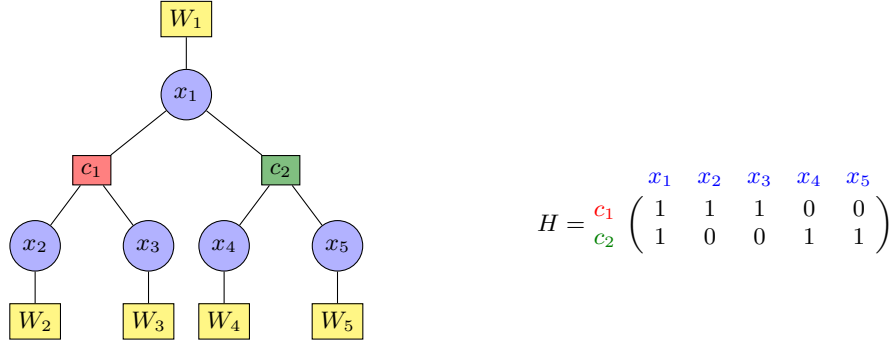 W₁
x₁
c₁ c₂
x₂ x₃ x₄ x₅
W₂ W₃ W₄ W₅
x₁ x₂ x₃ x₄ x₅
H = c₁ ( 1 1 1 0 0
c₂ 1 0 0 1 1 )